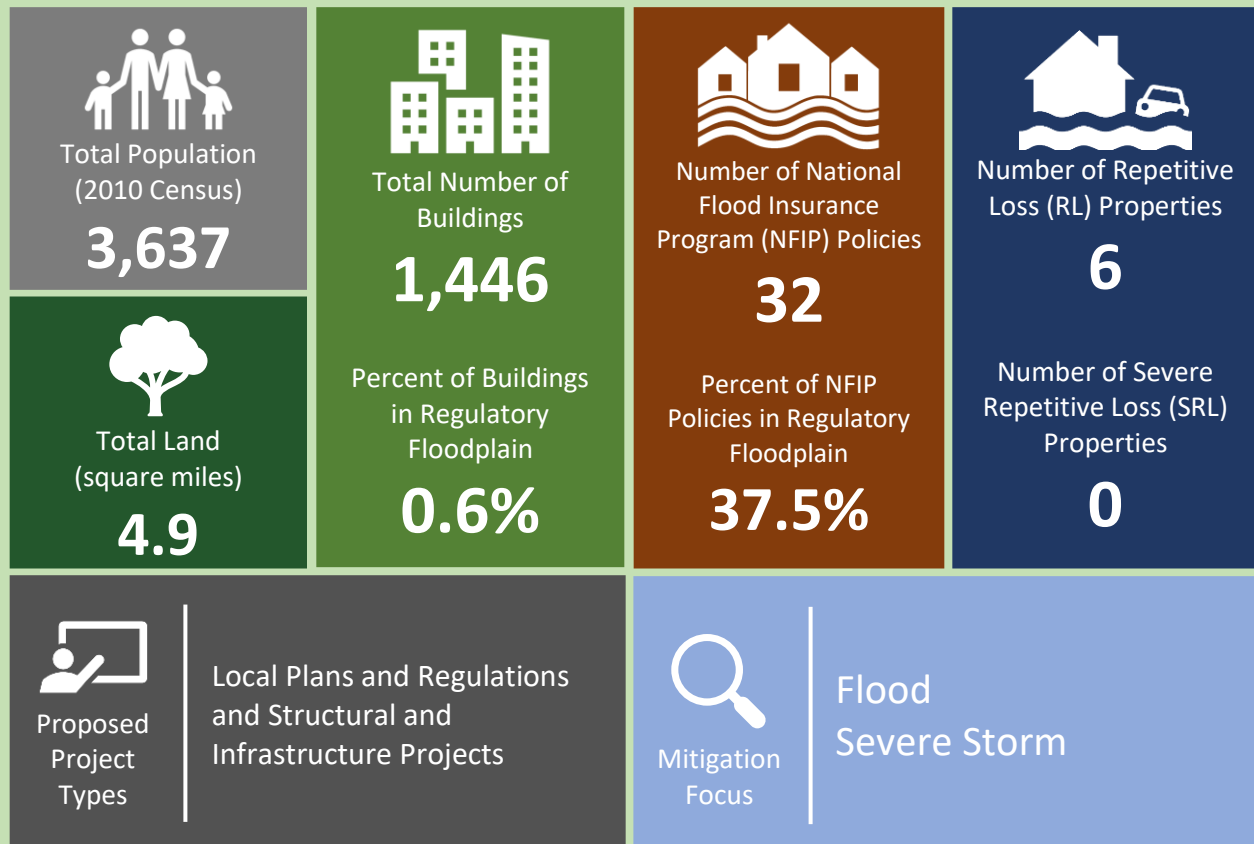 Total Population
(2010 Census)
3,637
Total Land
(square miles)
4.9
Total Number of
Buildings
1,446
Percent of Buildings
in Regulatory
Floodplain
0.6%
Number of National
Flood Insurance
Program (NFIP) Policies
32
Percent of NFIP
Policies in Regulatory
Floodplain
37.5%
Number of Repetitive
Loss (RL) Properties
6
Number of Severe
Repetitive Loss (SRL)
Properties
0
Proposed
Project
Types
Local Plans and Regulations
and Structural and
Infrastructure Projects
Mitigation
Focus
Flood
Severe Storm